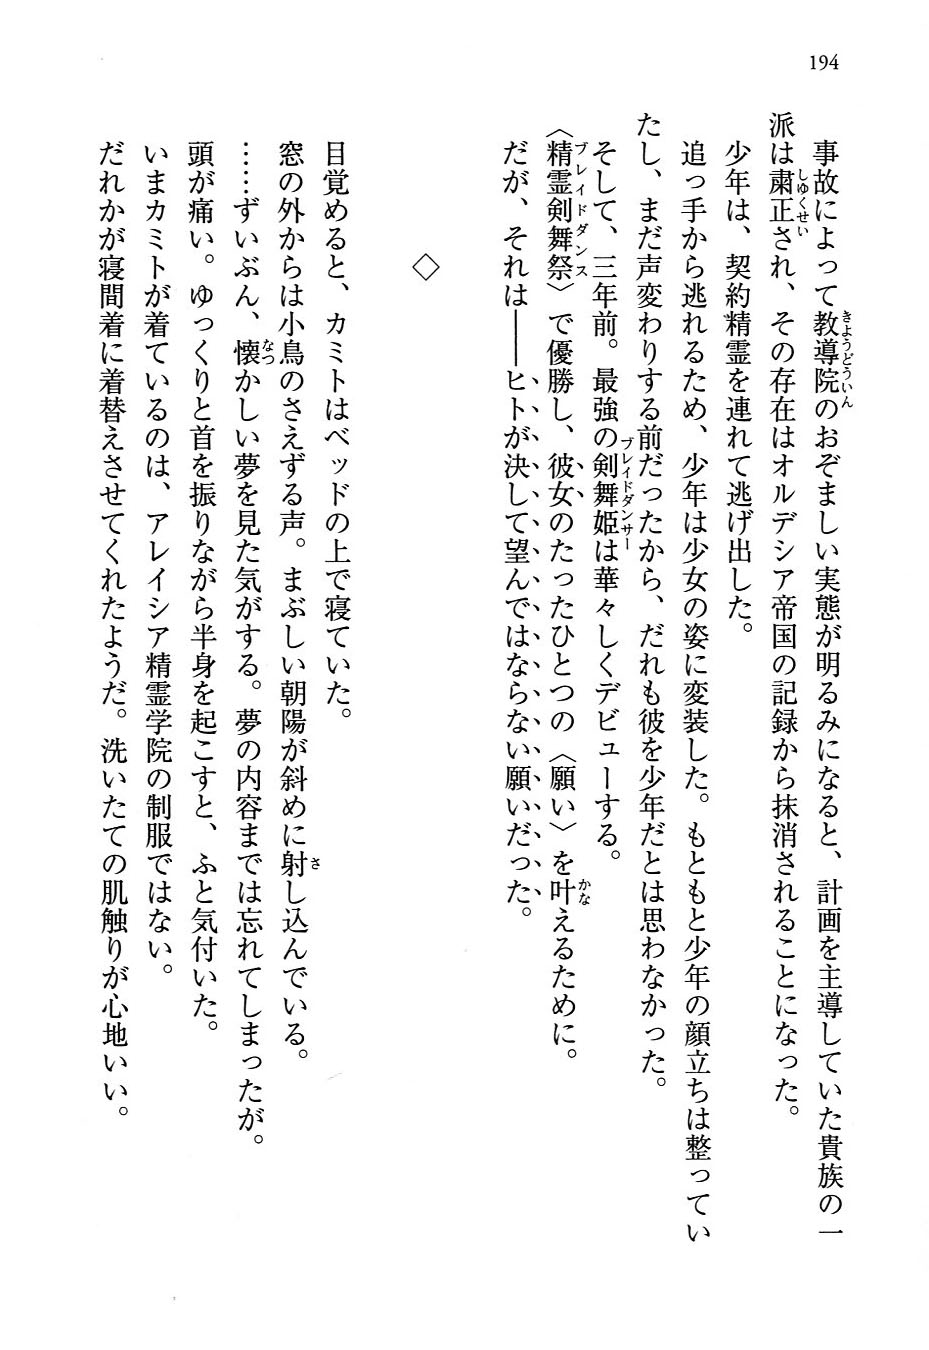 194
事故によって教導院のおぞましい実態が明るみになると、計画を主導していた貴族の一
派は粛正され、その存在はオルデシア帝国の記録から抹消されることになった。
少年は、契約精霊を連れて逃げ出した。
追っ手から逃れるため、少年は少女の姿に変装した。もともと少年の顔立ちは整ってい
たし、まだ声変わりする前だったから、だれも彼を少年だとは思わなかった。
そして、三年前。最強の剣舞姫は華々しくデビューする。
〈精霊剣舞祭〉で優勝し、彼女のたったひとつの〈願い〉を叶えるために。
だが、それは――ヒトが決して望んではならない願いだった。
◇
目覚めると、カミトはベッドの上で寝ていた。
窓の外からは小鳥のさえずる声。まぶしい朝陽が斜めに射し込んでいる。
……ずいぶん、懐かしい夢を見た気がする。夢の内容までは忘れてしまったが。
頭が痛い。ゆっくりと首を振りながら半身を起こすと、ふと気付いた。
いまカミトが着ているのは、アレイシア精霊学院の制服ではない。
だれかが寝間着に着替えさせてくれたようだ。洗いたての肌触りが心地いい。